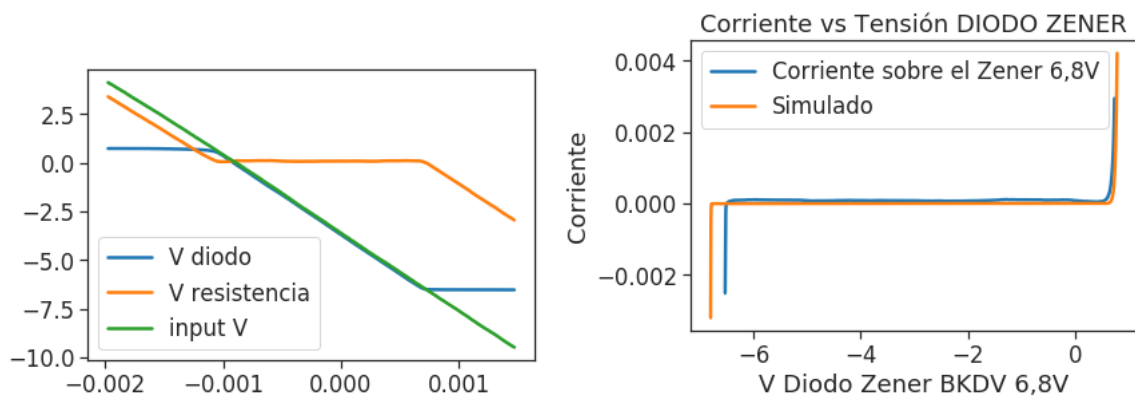 2.5
0.0
−2.5
−5.0
−7.5
−10.0
V diodo
V resistencia
input V
−0.002
−0.001
0.000
0.001
Corriente vs Tensión DIODO ZENER
Corriente sobre el Zener 6,8V
Simulado
Corriente
0.004
0.002
0.000
−0.002
−6
−4
−2
0
V Diodo Zener BKDV 6,8V